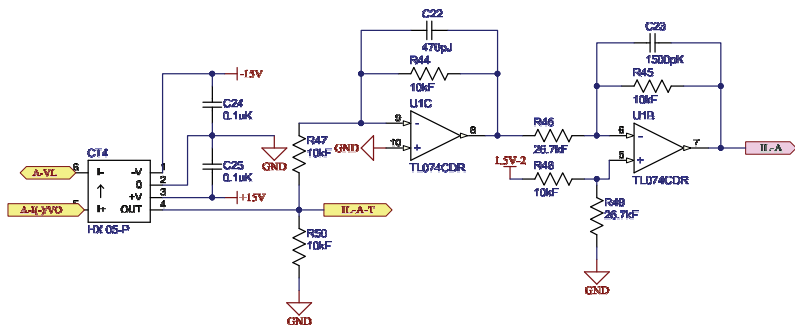 C22
470pJ
R44
10kF
U1C
9
10
8
TL074CDR
GND
C23
1500pK
R45
10kF
U1B
6
5
7
TL074CDR
IL-A
R46
26.7kF
1.5V-2
R48
10kF
R49
26.7kF
GND
-15V
C24
0.1uK
GND
C25
0.1uK
+15V
R47
10kF
CT4
A-VL
6
I-
-V
1
0
2
+V
3
A-I(-)/VO
5
I+
OUT
4
HX 05-P
IL-A-T
R50
10kF
GND